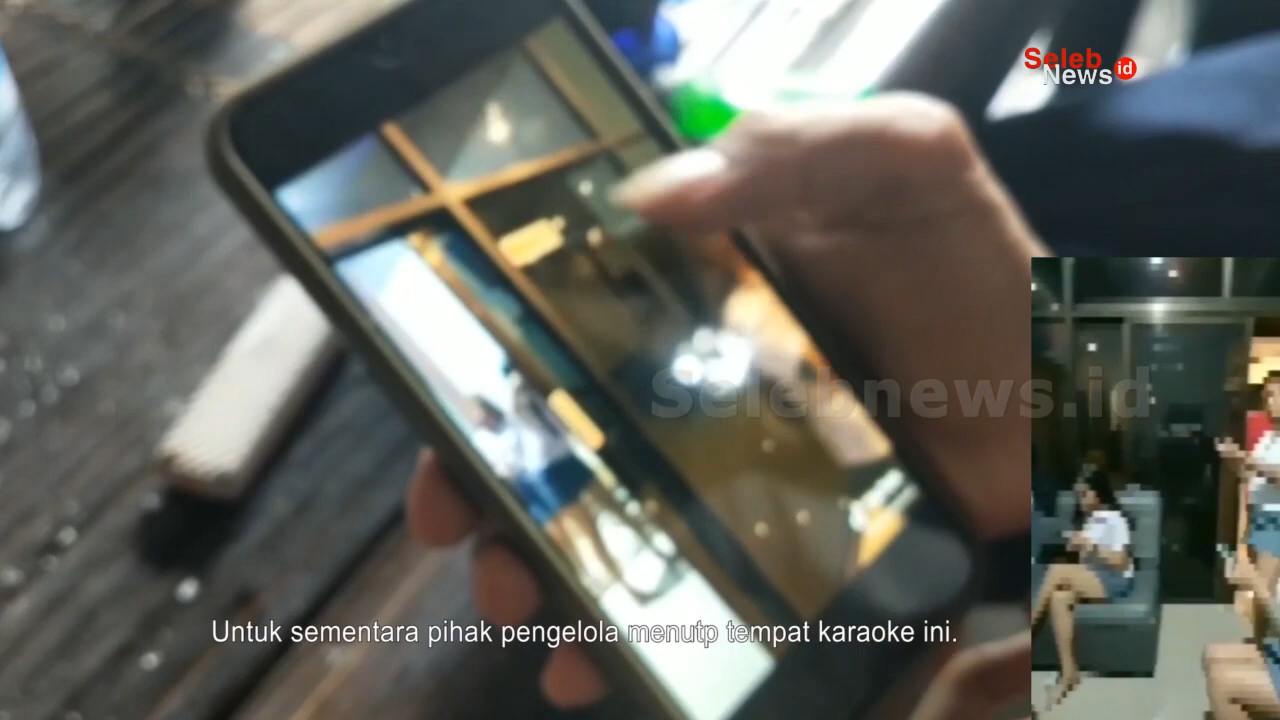 Seleb
News id
Selebnews.id
Untuk sementara pihak pengelola menutp tempat karaoke ini.